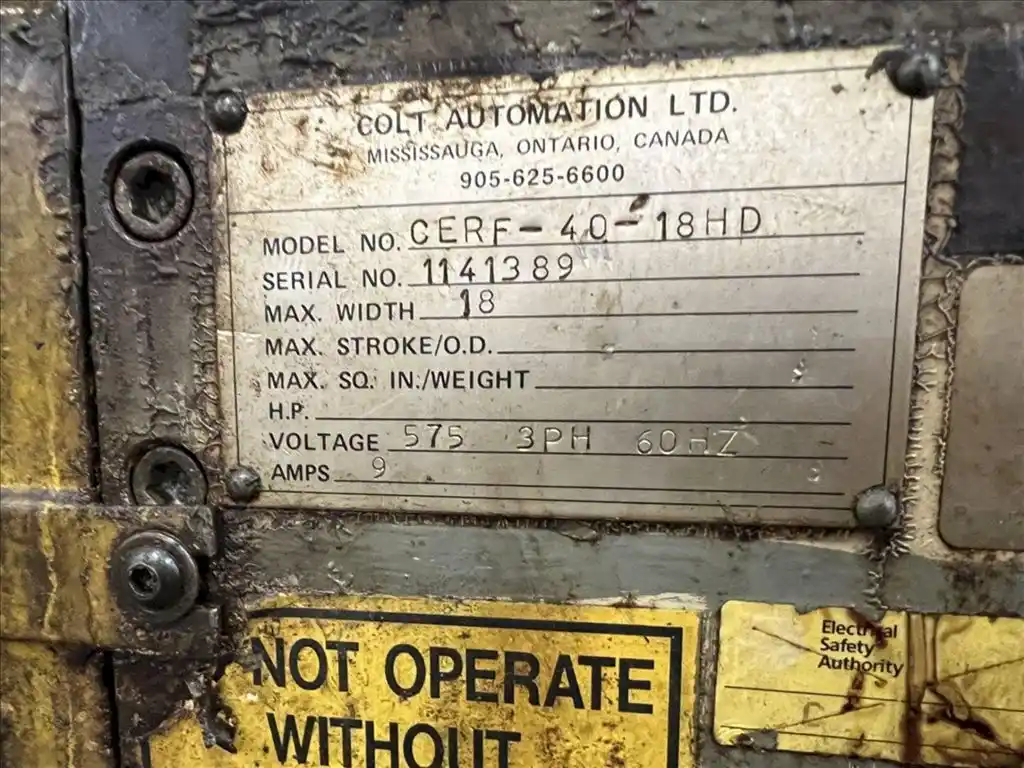 COLT AUTOMATION LTD.
MISSISSAUGA, ONTARIO, CANADA
905-625-6600
MODEL NO. CERF-40-18HD
SERIAL NO. 1141389
MAX. WIDTH 18
MAX. STROKE/O.D.
MAX. SQ. IN./WEIGHT
H.P.
VOLTAGE 575 3PH 60HZ
AMPS 9
NOT OPERATE
WITHOUT
Electrical
Safety
Authority